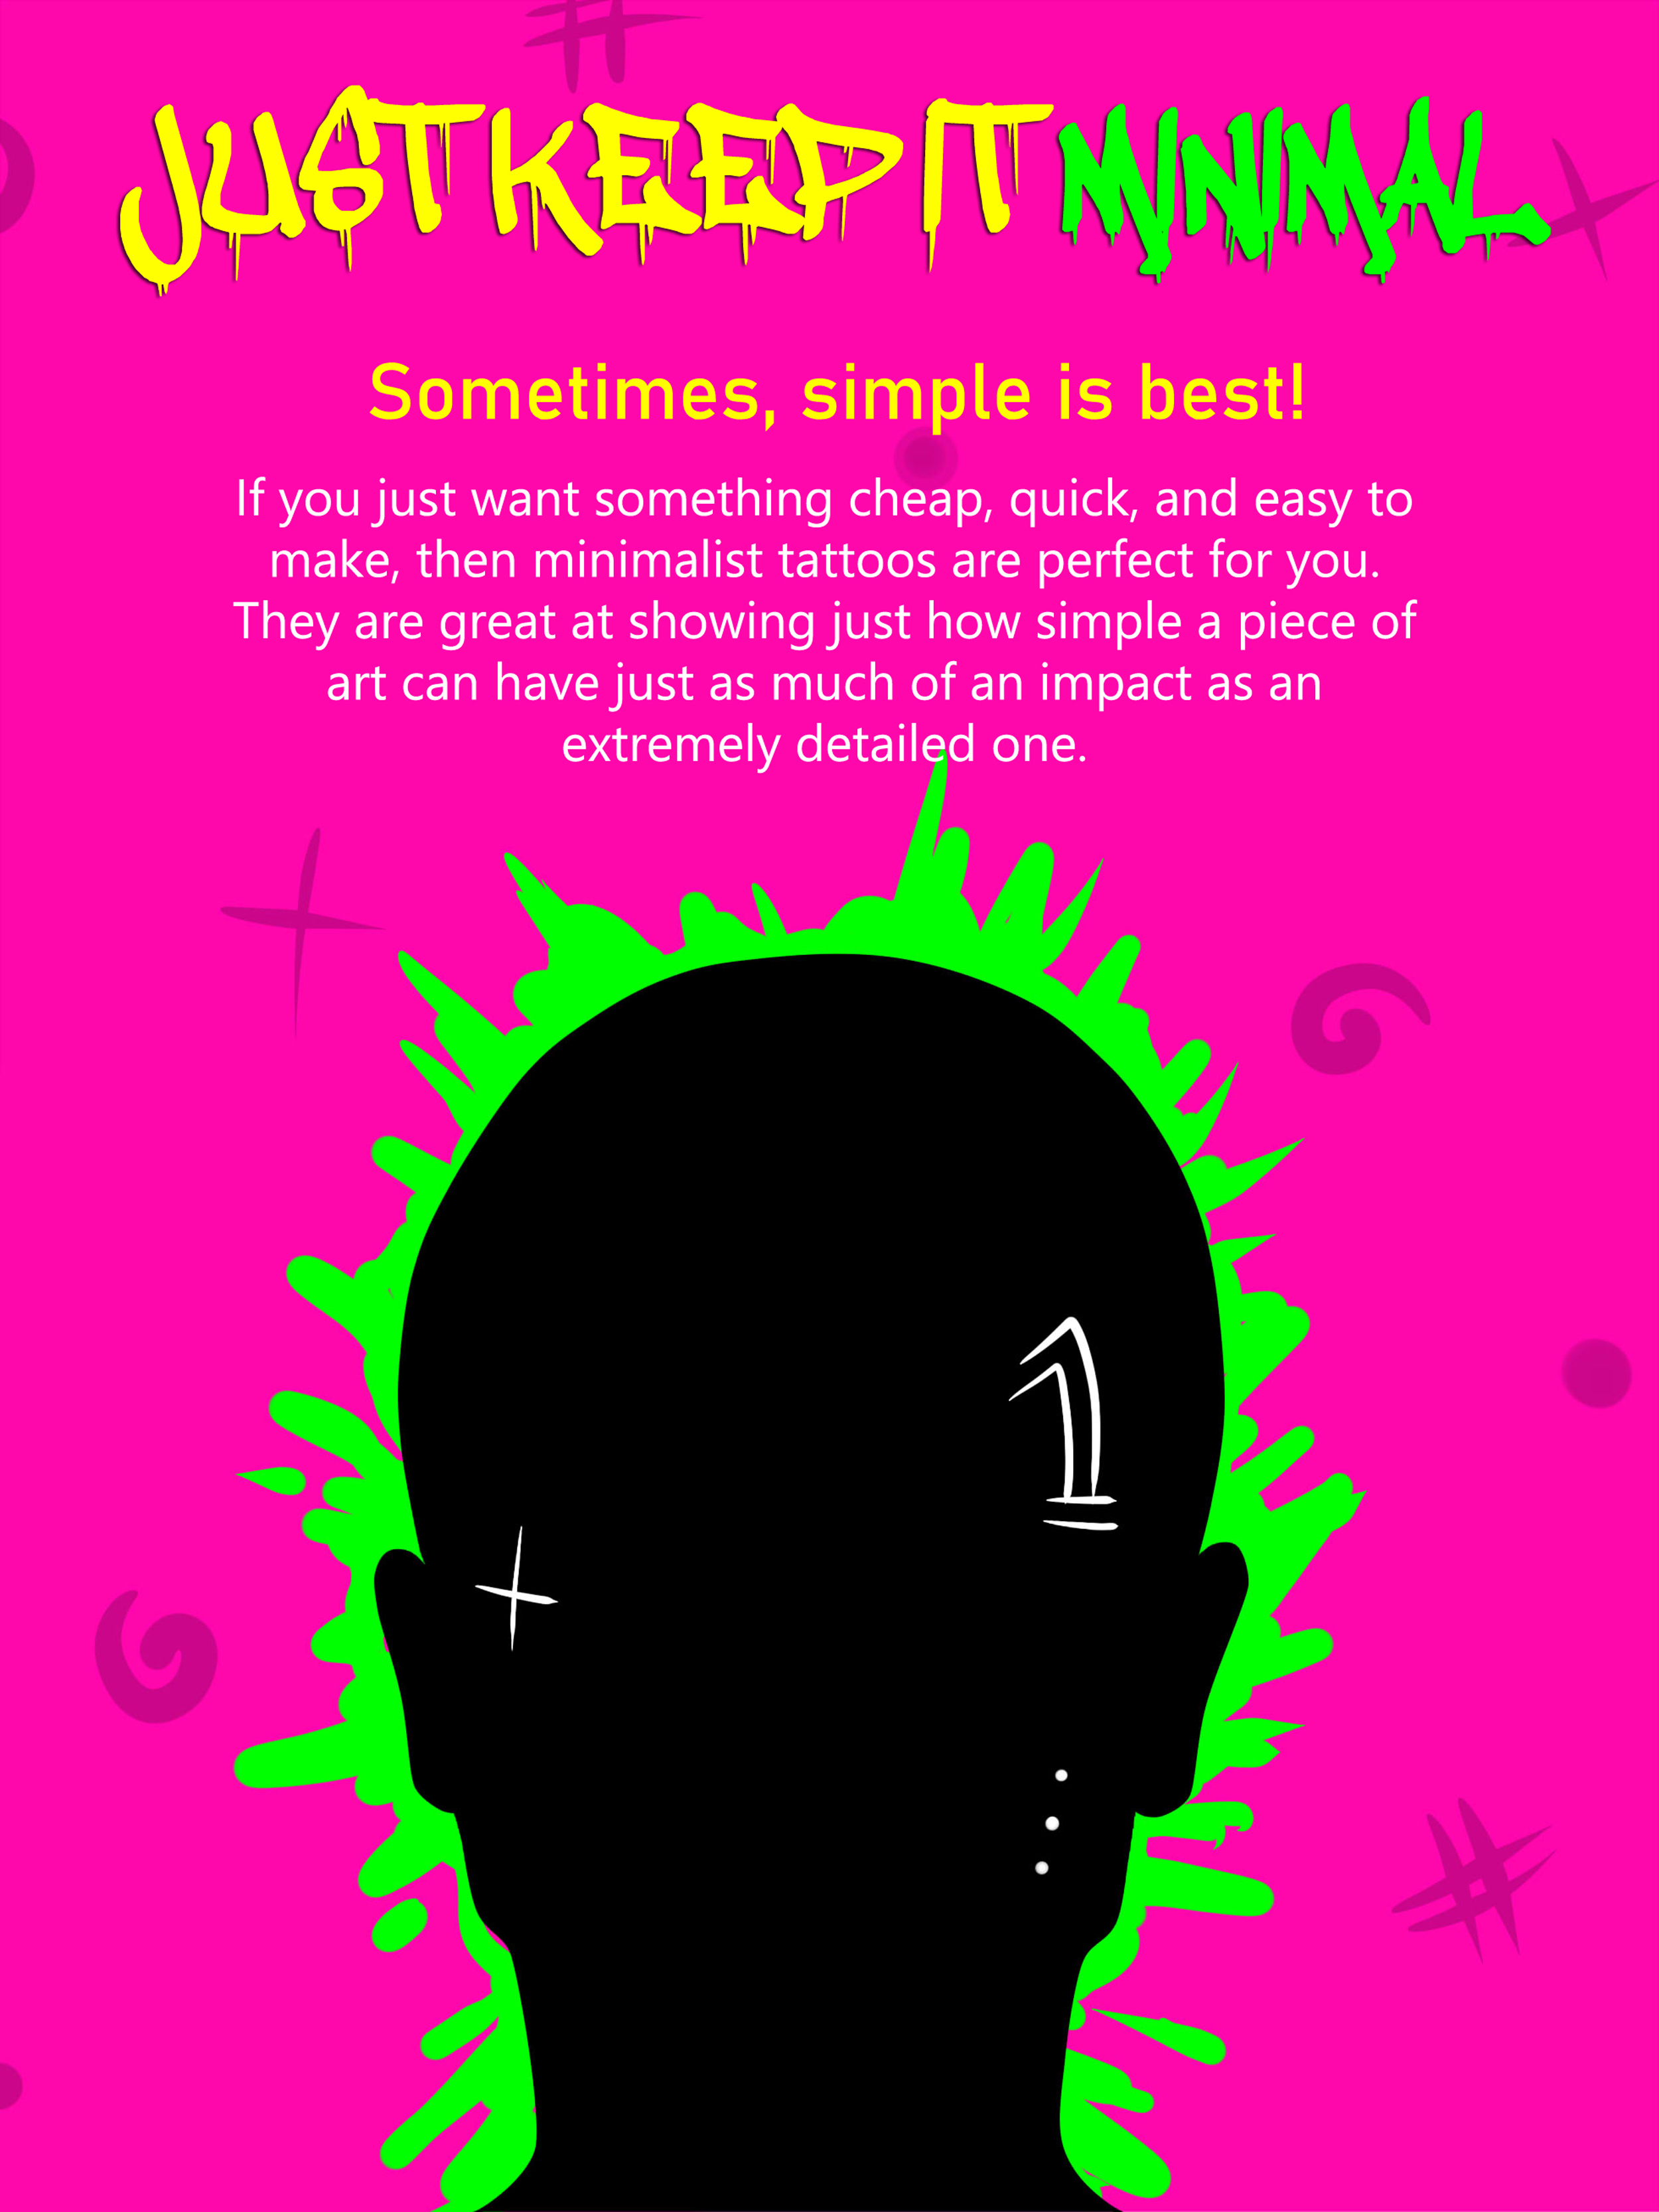 JUST KEEP IT MINIMAL
Sometimes, simple is best!
If you just want something cheap, quick, and easy to
make, then minimalist tattoos are perfect for you.
They are great at showing just how simple a piece of
art can have just as much of an impact as an
extremely detailed one.
1